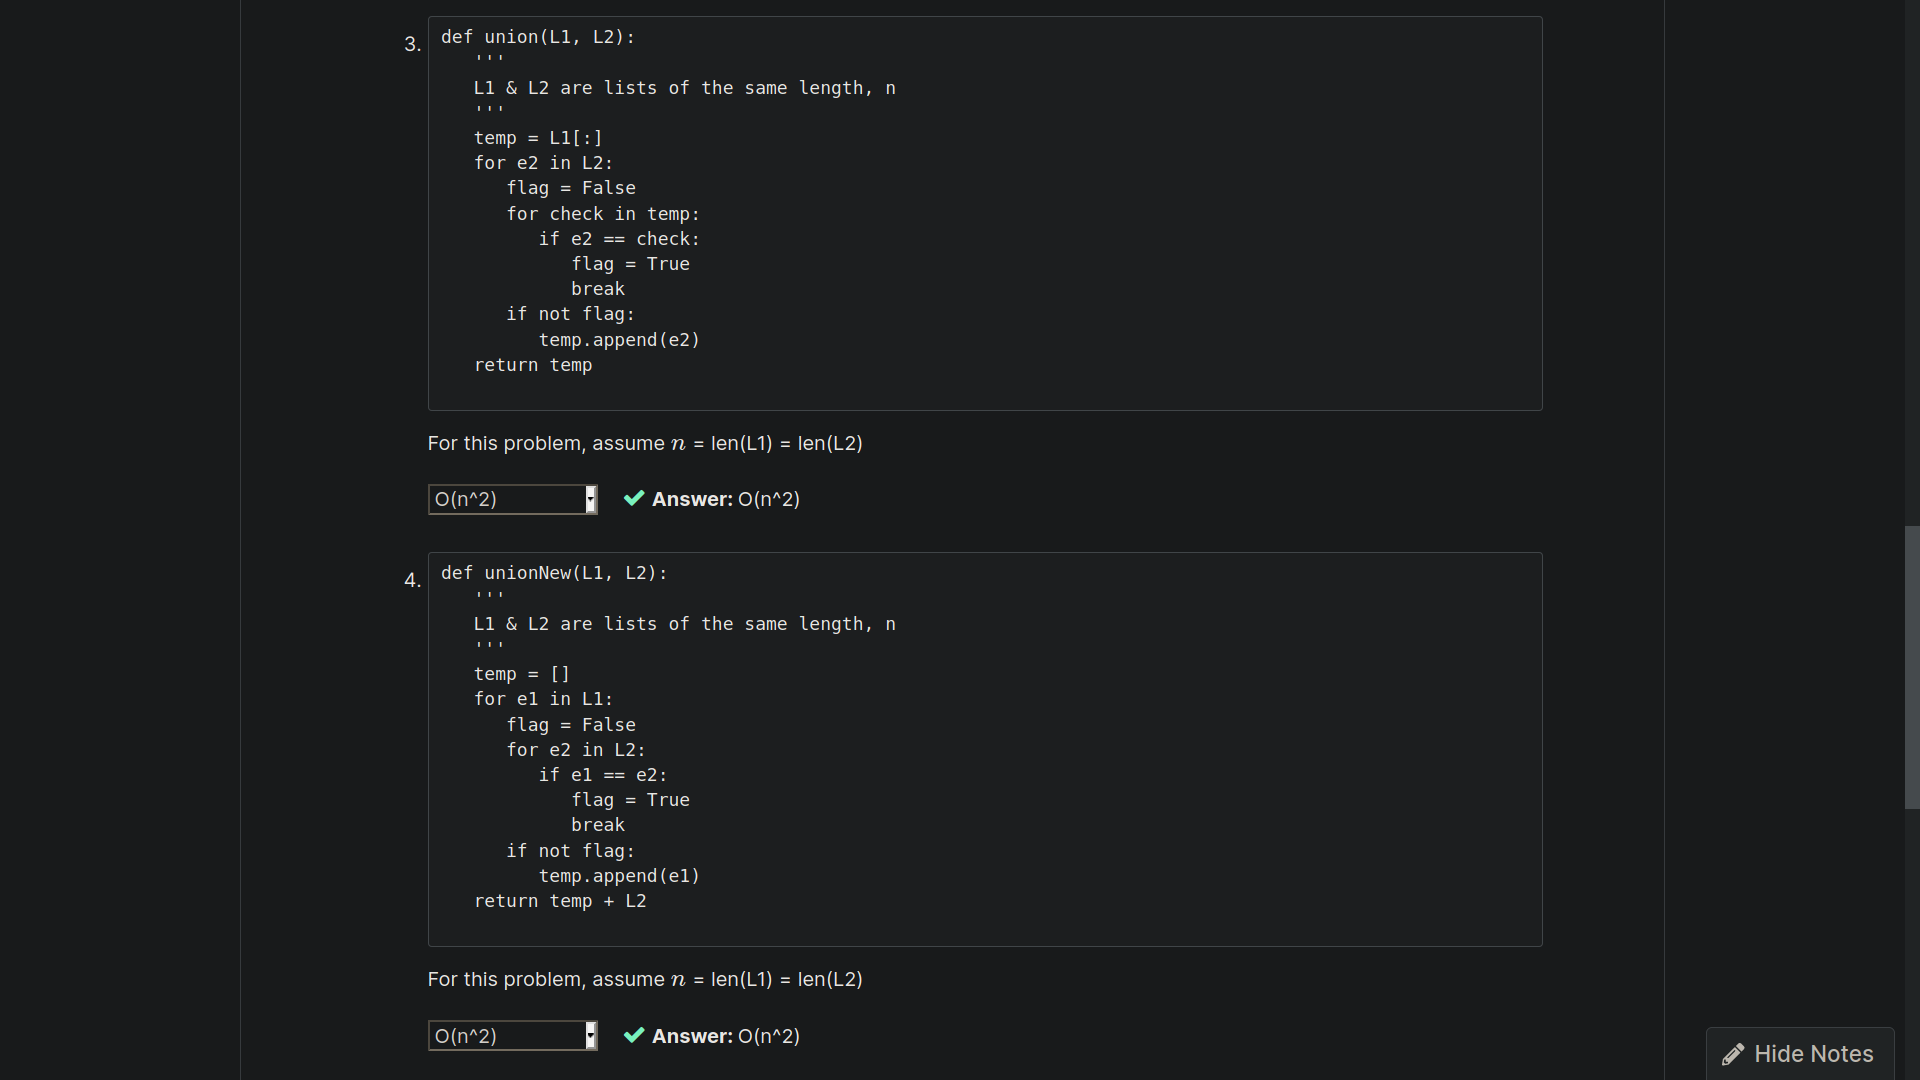 3.
def union(L1, L2):
   '''
   L1 & L2 are lists of the same length, n
   '''
   temp = L1[:]
   for e2 in L2:
      flag = False
      for check in temp:
         if e2 == check:
            flag = True
            break
      if not flag:
         temp.append(e2)
   return temp
For this problem, assume n = len(L1) = len(L2)
O(n^2) Answer: O(n^2)
4.
def unionNew(L1, L2):
   '''
   L1 & L2 are lists of the same length, n
   '''
   temp = []
   for e1 in L1:
      flag = False
      for e2 in L2:
         if e1 == e2:
            flag = True
            break
      if not flag:
         temp.append(e1)
   return temp + L2
For this problem, assume n = len(L1) = len(L2)
O(n^2) Answer: O(n^2)
Hide Notes